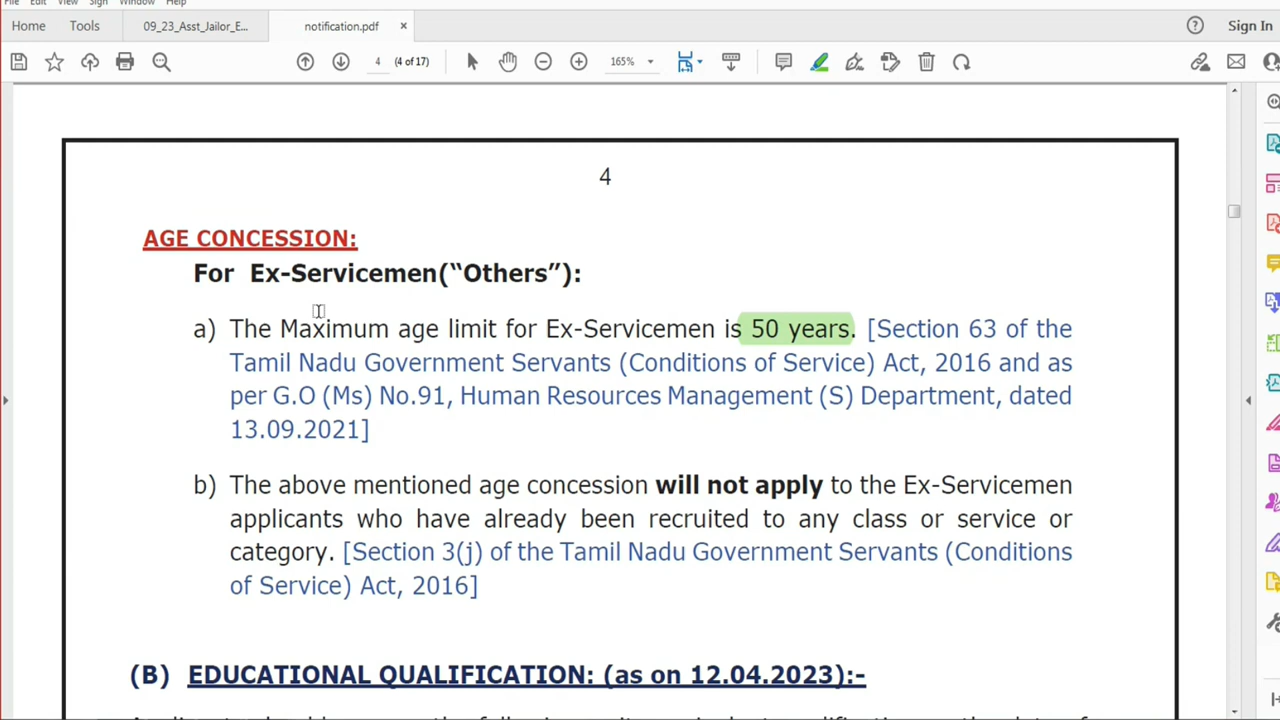 File Edit View Sign Window Help
Home Tools 09_23_Asst_Jailor_E... notification.pdf × Sign In
4 (4 of 17) 165%
4
AGE CONCESSION:
For Ex-Servicemen(“Others”):
a) The Maximum age limit for Ex-Servicemen is 50 years. [Section 63 of the
Tamil Nadu Government Servants (Conditions of Service) Act, 2016 and as
per G.O (Ms) No.91, Human Resources Management (S) Department, dated
13.09.2021]
b) The above mentioned age concession will not apply to the Ex-Servicemen
applicants who have already been recruited to any class or service or
category. [Section 3(j) of the Tamil Nadu Government Servants (Conditions
of Service) Act, 2016]
(B) EDUCATIONAL QUALIFICATION: (as on 12.04.2023):-